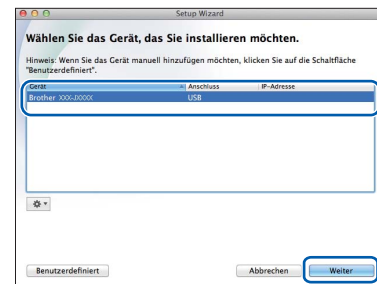 Setup Wizard
Wählen Sie das Gerät, das Sie installieren möchten.
Hinweis: Wenn Sie das Gerät manuell hinzufügen möchten, klicken Sie auf die Schaltfläche
"Benutzerdefiniert".
Gerät Anschluss IP-Adresse
Brother XXX-XXXX USB
Benutzerdefiniert Abbrechen Weiter